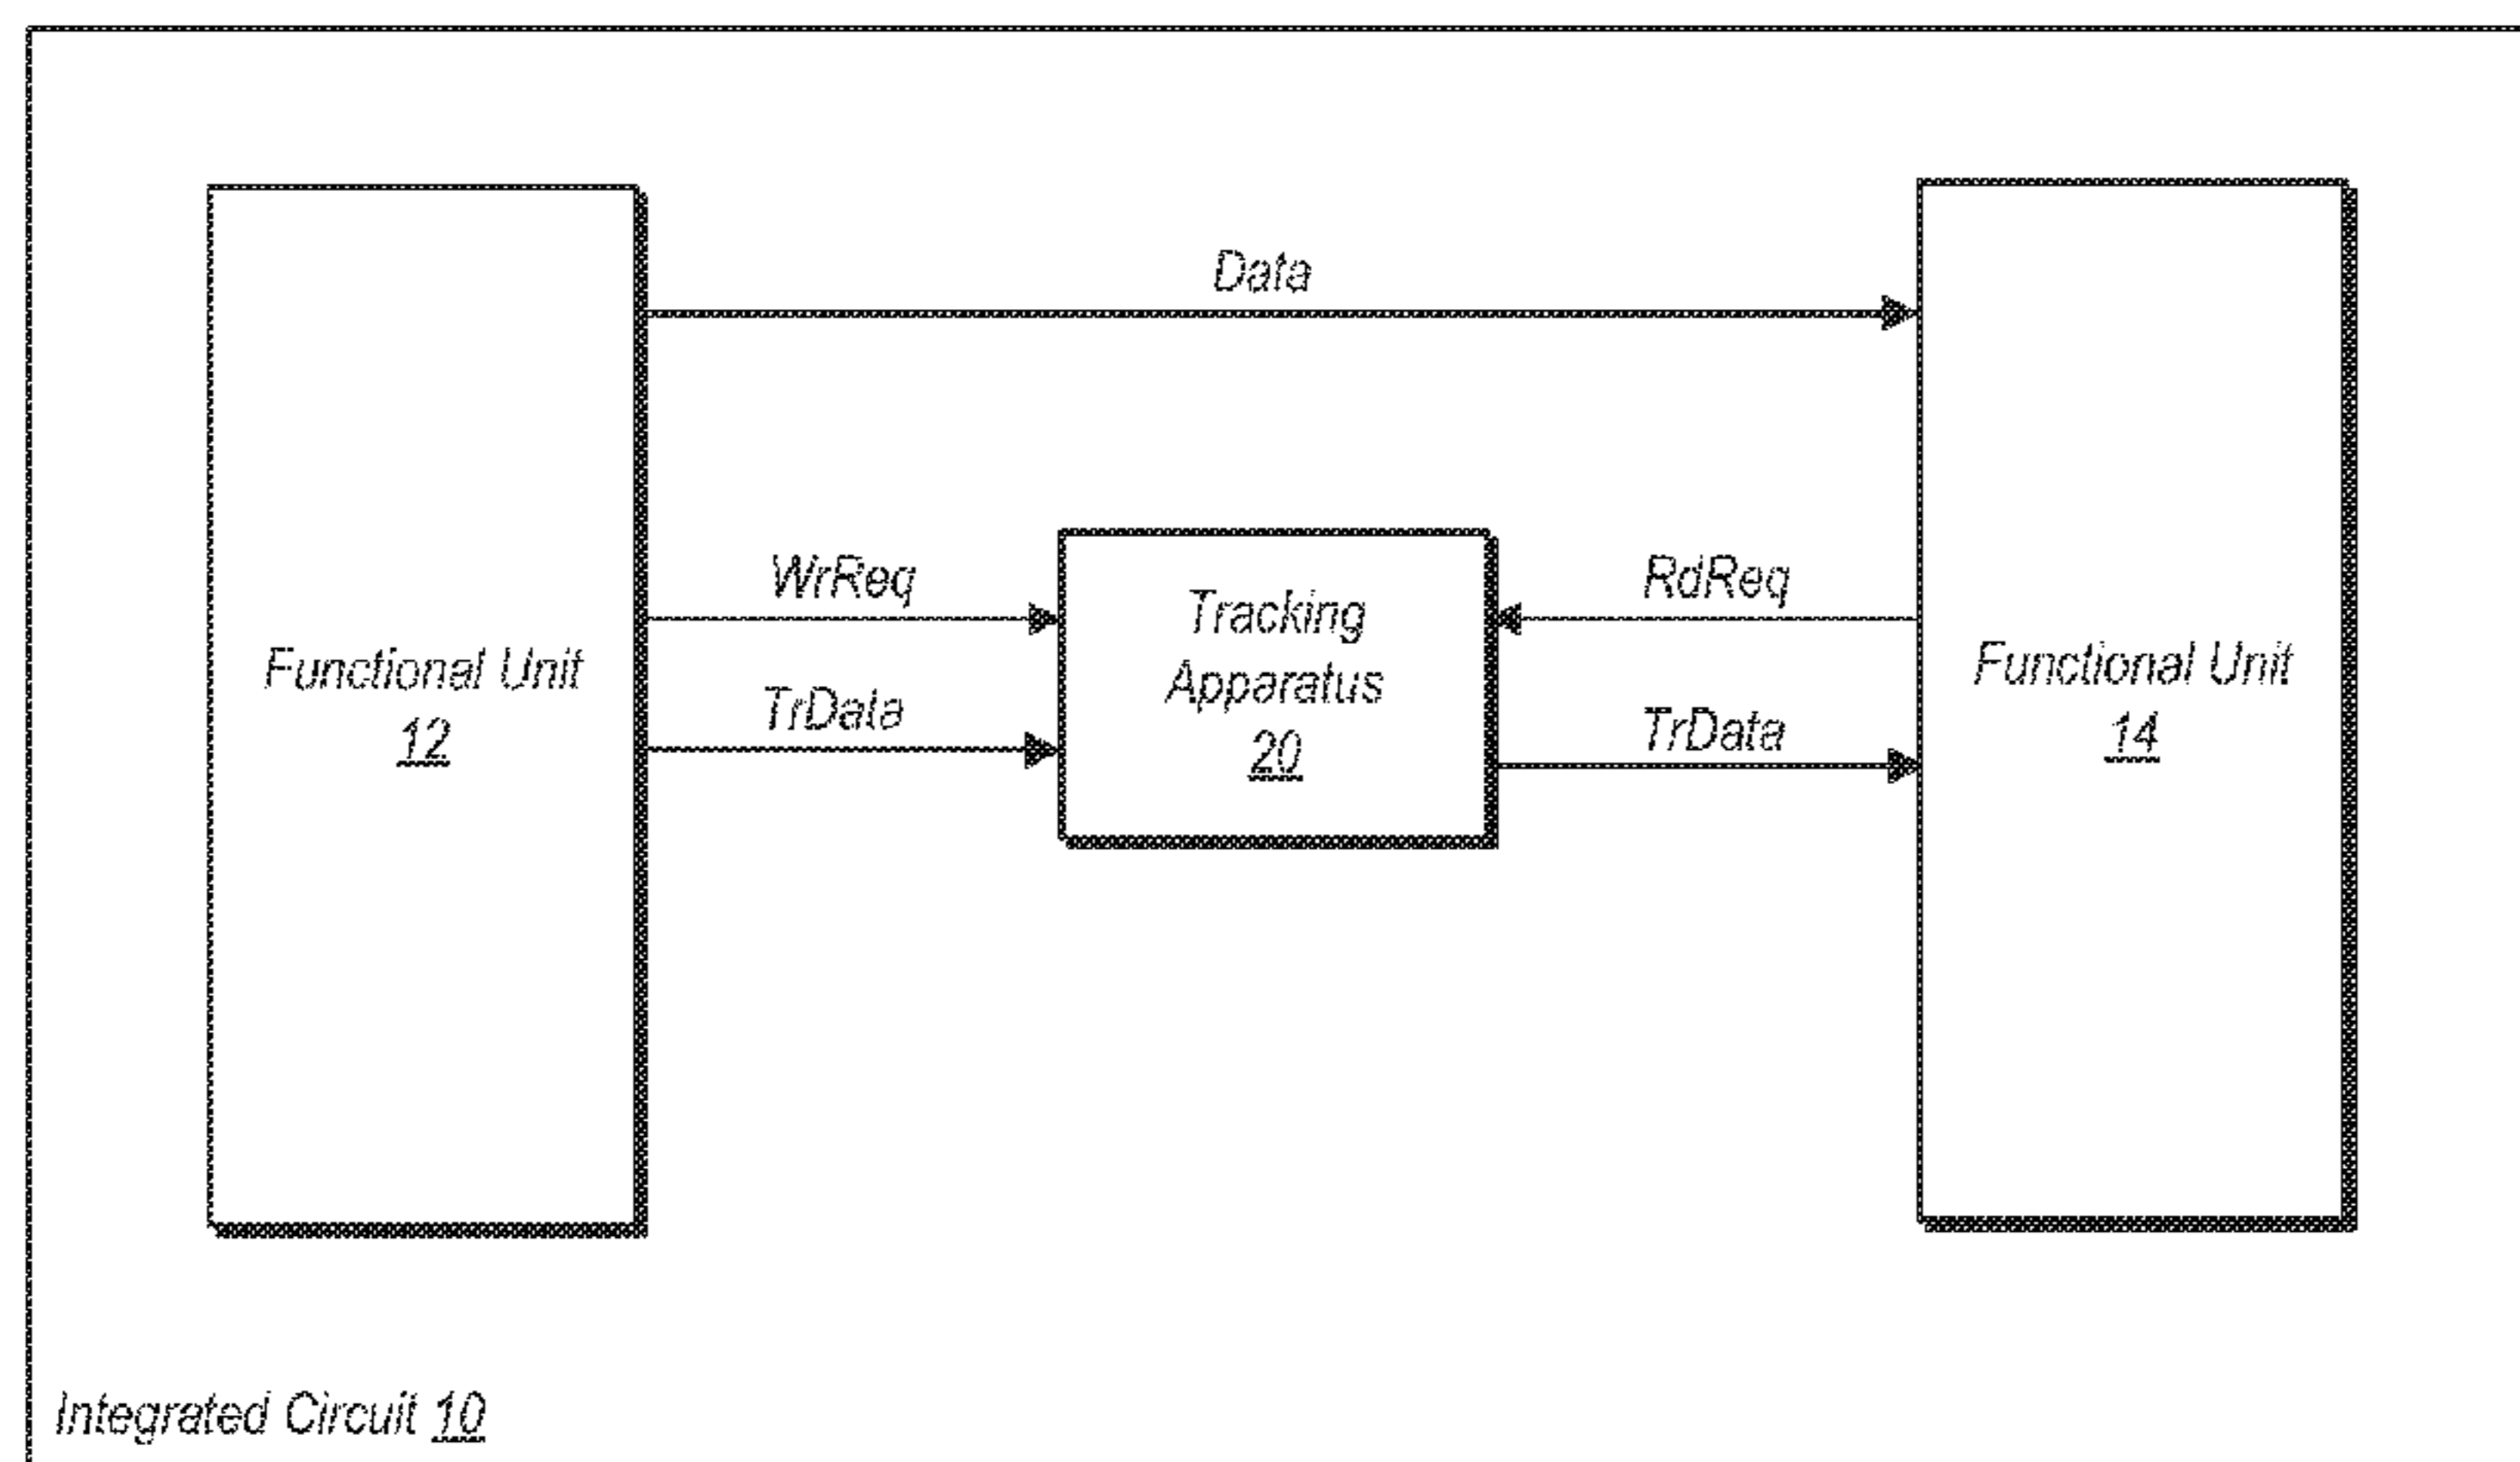 Data
WrReq
RdReq
Tracking
Apparatus
20
Functional Unit
12
TrData
TrData
Functional Unit
14
Integrated Circuit 10